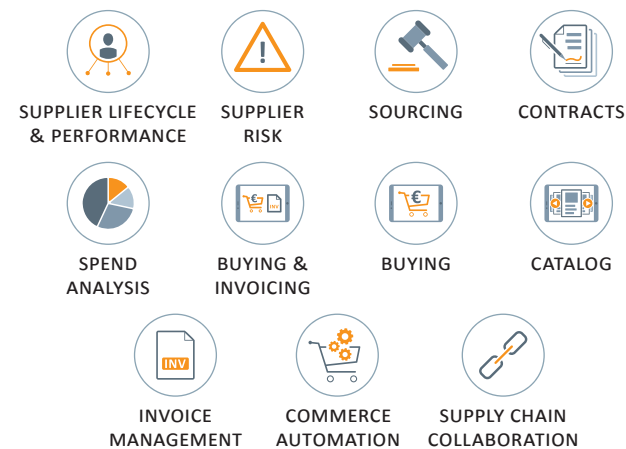 SUPPLIER LIFECYCLE
& PERFORMANCE
SUPPLIER
RISK
SOURCING
CONTRACTS
€
INV
€
SPEND
ANALYSIS
BUYING &
INVOICING
BUYING
CATALOG
INV
INVOICE
MANAGEMENT
COMMERCE
AUTOMATION
SUPPLY CHAIN
COLLABORATION